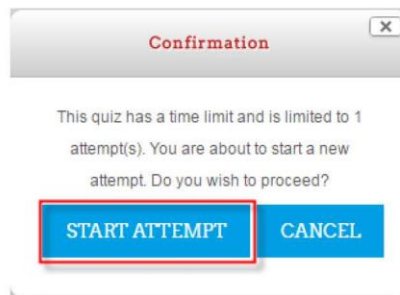 Confirmation
This quiz has a time limit and is limited to 1
attempt(s). You are about to start a new
attempt. Do you wish to proceed?
START ATTEMPT CANCEL